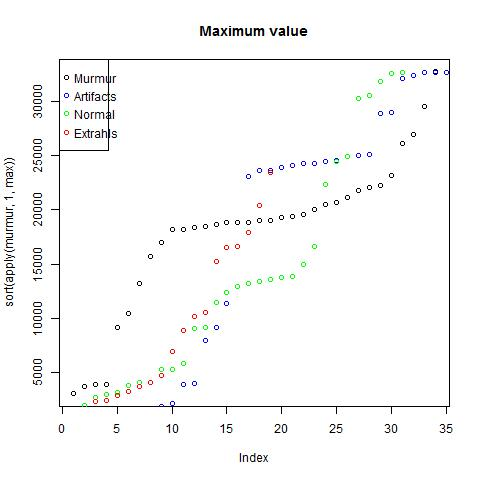 Maximum value
Murmur
Artifacts
Normal
Extrahls
sort(apply(murmur, 1, max))
30000
25000
20000
15000
10000
5000
0 5 10 15 20 25 30 35
Index